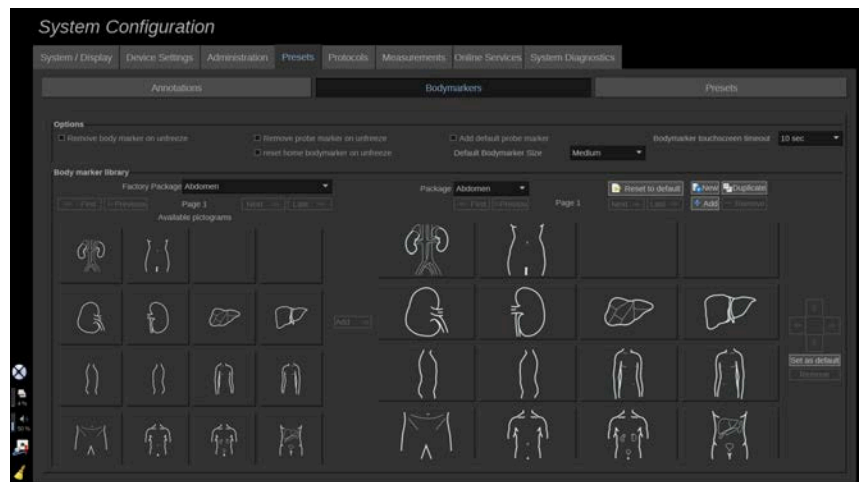 System Configuration
System / Display Device Settings Administration Presets Protocols Measurements Online Services System Diagnostics
Annotations Bodymarkers Presets
Options
Remove body marker on unfreeze Remove probe marker on unfreeze Add default probe marker Bodymarker touchscreen timeout 10 sec
reset home bodymarker on unfreeze Default Bodymarker Size Medium
Body marker library
Factory Package Abdomen Package Abdomen Reset to default New Duplicate
First Previous Page 1 Next Last First Previous Page 1 Next Last Add Remove
Available pictograms
Add
Set as default
Remove